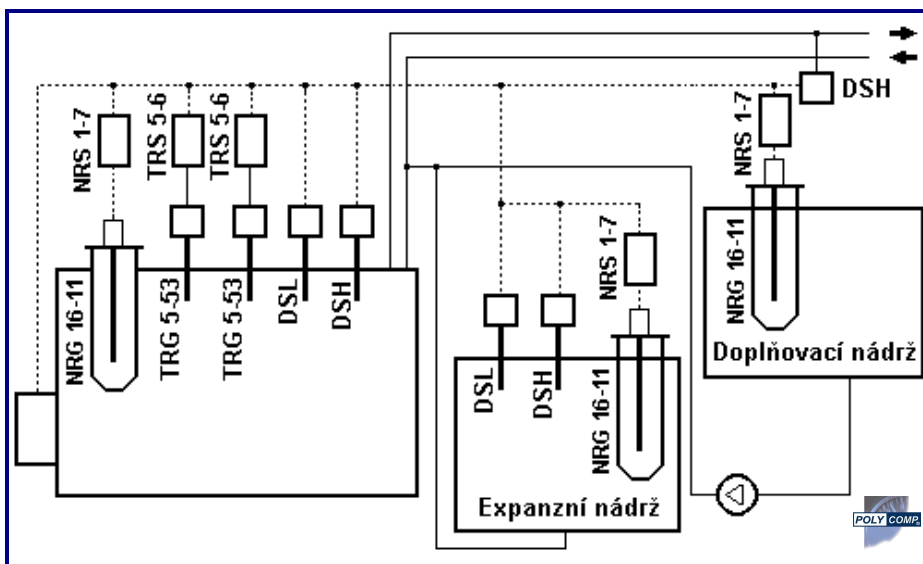 NRS 1-7
TRS 5-6
TRS 5-6
NRS 1-7
DSH
NRG 16-11
TRG 5-53
TRG 5-53
DSL
DSH
NRS 1-7
NRG 16-11
Doplňovací nádrž
DSL
DSH
NRG 16-11
Expanzní nádrž
POLY COMP